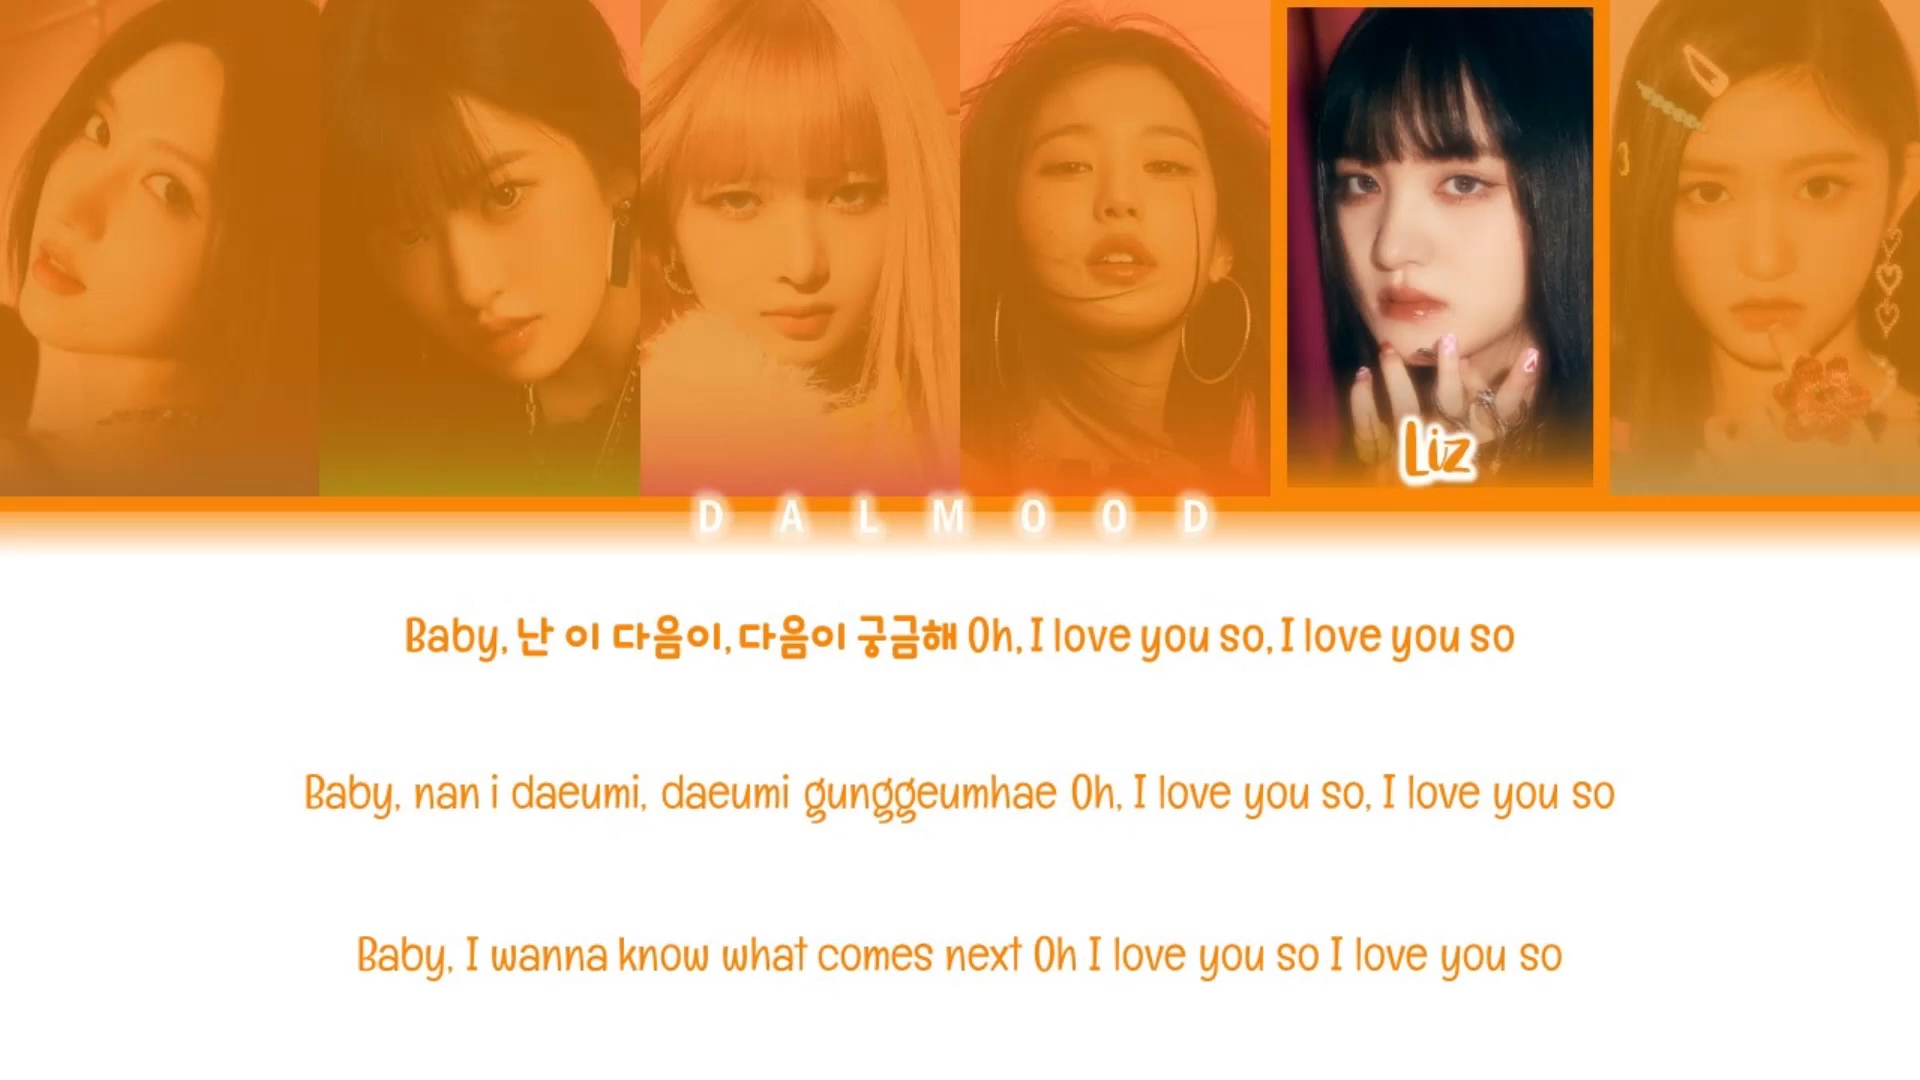 Liz
DALMOOD
Baby, 난 이 다음이, 다음이 궁금해 Oh, I love you so, I love you so
Baby, nan i daeumi, daeumi gunggeumhae Oh, I love you so, I love you so
Baby, I wanna know what comes next Oh I love you so I love you so